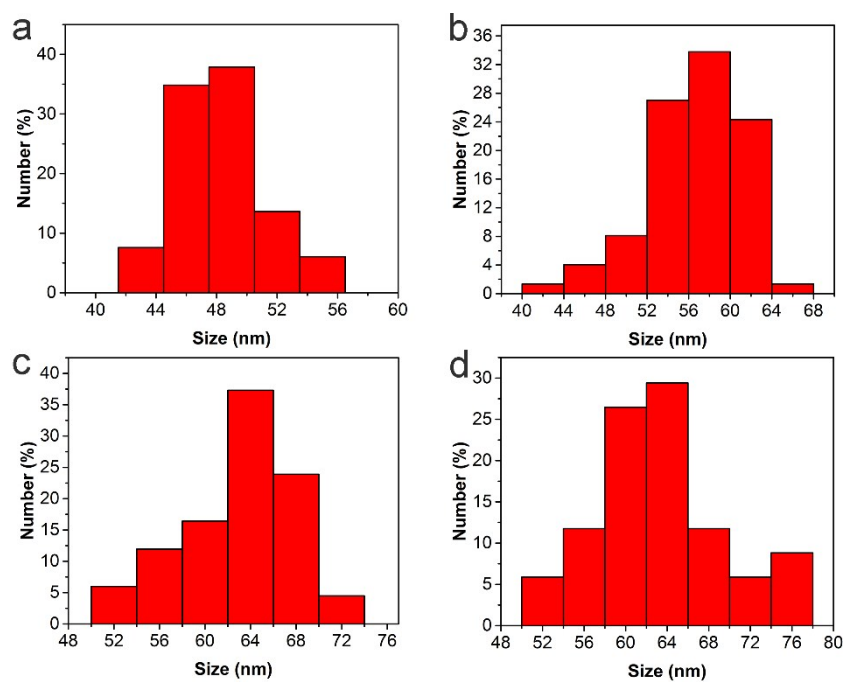 a
40
30
20
10
0
Number (%)
40 44 48 52 56 60
Size (nm)
b
36
32
28
24
20
16
12
8
4
0
Number (%)
40 44 48 52 56 60 64 68
Size (nm)
c
40
35
30
25
20
15
10
5
0
Number (%)
48 52 56 60 64 68 72 76
Size (nm)
d
30
25
20
15
10
5
0
Number (%)
48 52 56 60 64 68 72 76 80
Size (nm)